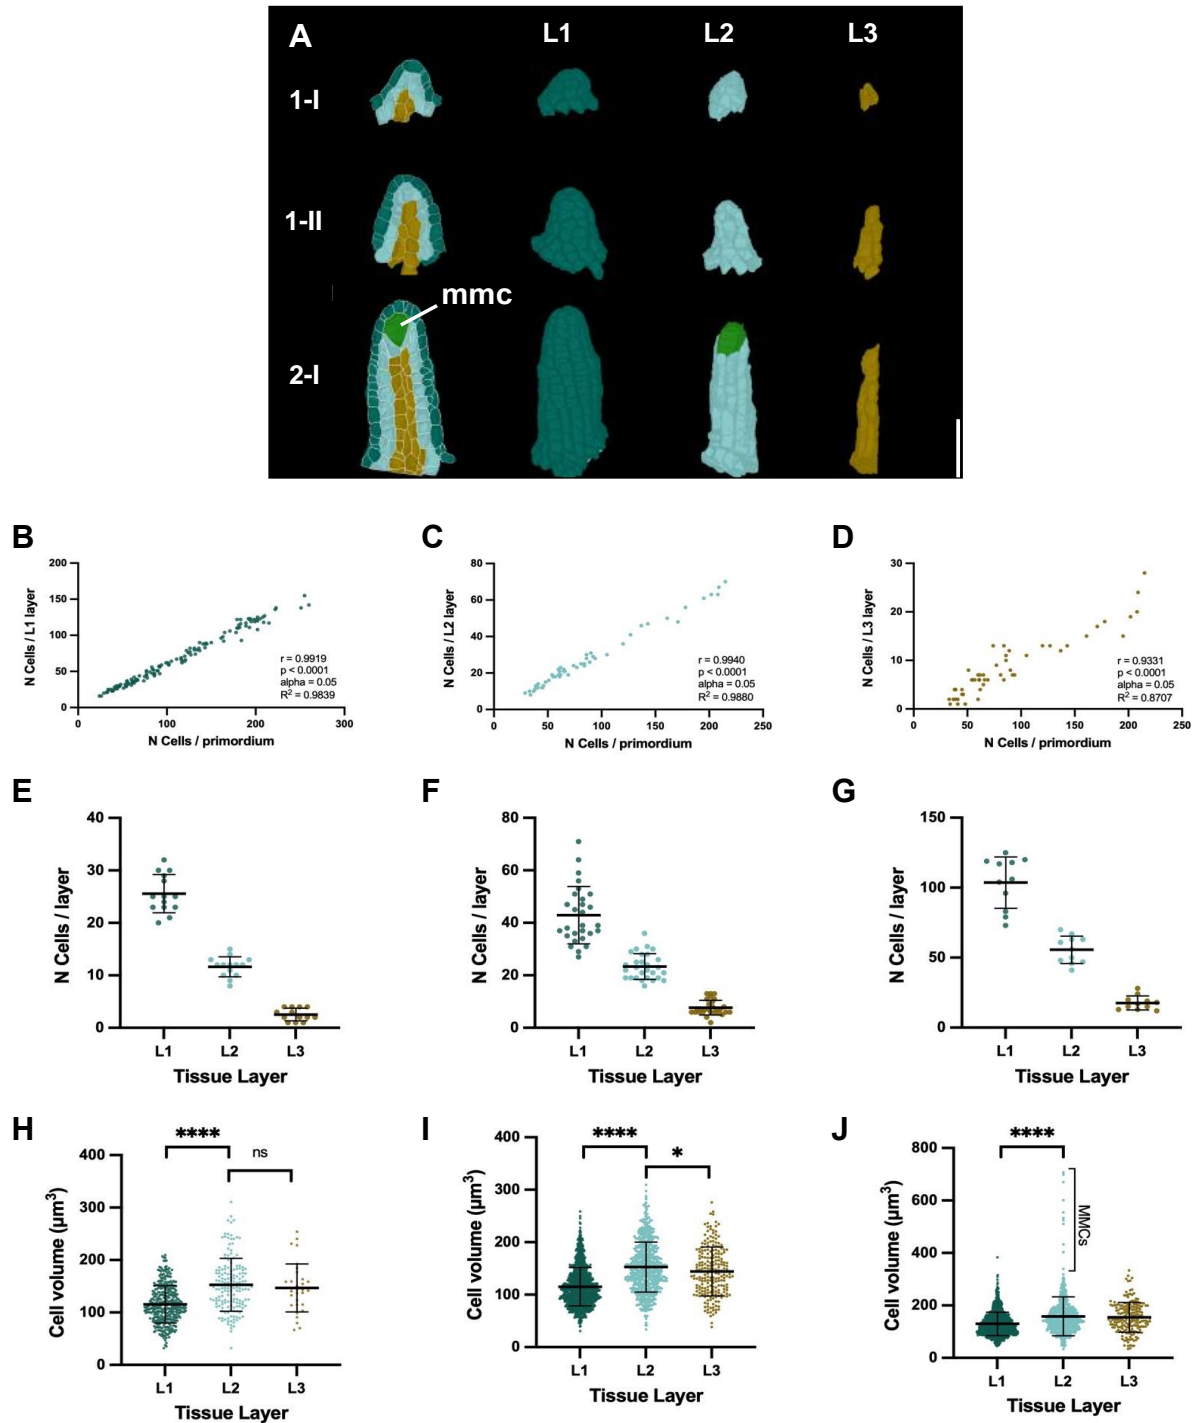 A
L1 L2 L3
1-I
1-II
mmc
2-I
B
200
150
100
50
0
N Cells / L1 layer
0 100 200 300
N Cells / primordium
r = 0.9919
p < 0.0001
alpha = 0.05
R² = 0.9839
C
80
60
40
20
0
N Cells / L2 layer
0 50 100 150 200 250
N Cells / primordium
r = 0.9940
p < 0.0001
alpha = 0.05
R² = 0.9880
D
30
20
10
0
N Cells / L3 layer
0 50 100 150 200 250
N Cells / primordium
r = 0.9331
p < 0.0001
alpha = 0.05
R² = 0.8707
E
40
30
20
10
0
N Cells / layer
L1 L2 L3
Tissue Layer
F
80
60
40
20
0
N Cells / layer
L1 L2 L3
Tissue Layer
G
150
100
50
0
N Cells / layer
L1 L2 L3
Tissue Layer
H
****
ns
400
300
200
100
0
Cell volume (µm³)
L1 L2 L3
Tissue Layer
I
****
*
400
300
200
100
0
Cell volume (µm³)
L1 L2 L3
Tissue Layer
J
****
MMCs
800
600
400
200
0
Cell volume (µm³)
L1 L2 L3
Tissue Layer